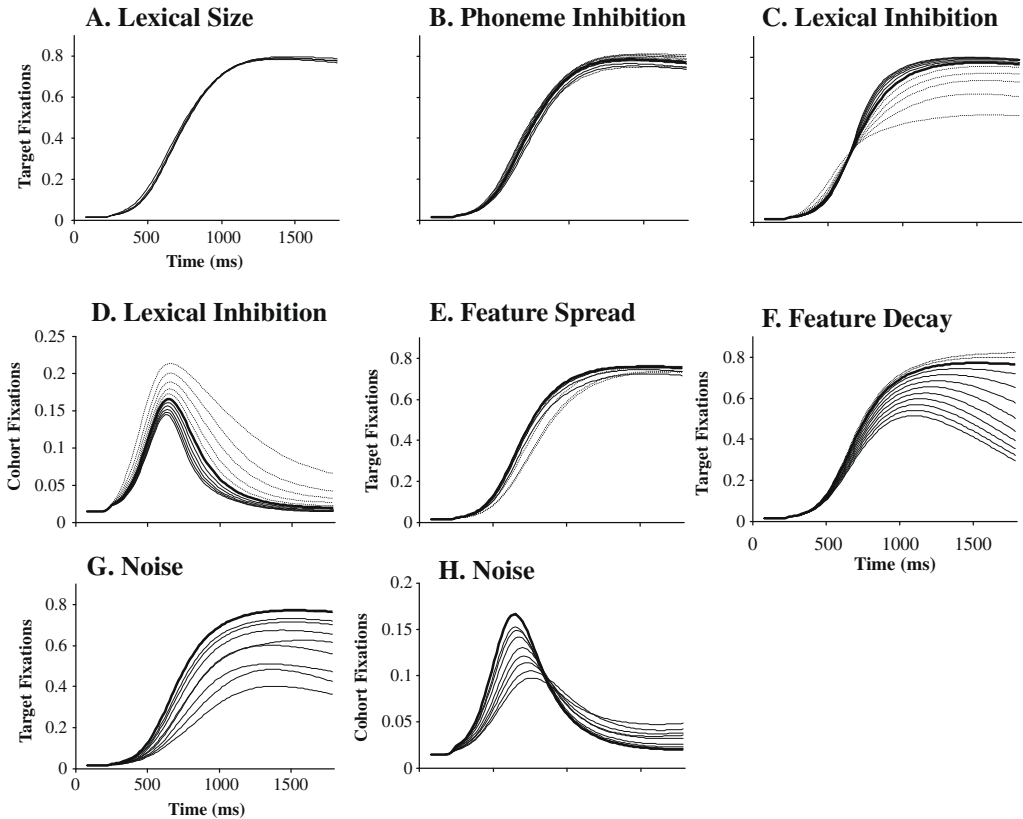 A. Lexical Size
Target Fixations
0.8
0.6
0.4
0.2
0
0
500
1000
1500
Time (ms)
B. Phoneme Inhibition
C. Lexical Inhibition
D. Lexical Inhibition
Cohort Fixations
0.25
0.2
0.15
0.1
0.05
0
E. Feature Spread
Target Fixations
0.8
0.6
0.4
0.2
0
F. Feature Decay
Target Fixations
0.8
0.6
0.4
0.2
0
0
500
1000
1500
Time (ms)
G. Noise
Target Fixations
0.8
0.6
0.4
0.2
0
0
500
1000
1500
Time (ms)
H. Noise
Cohort Fixations
0.2
0.15
0.1
0.05
0